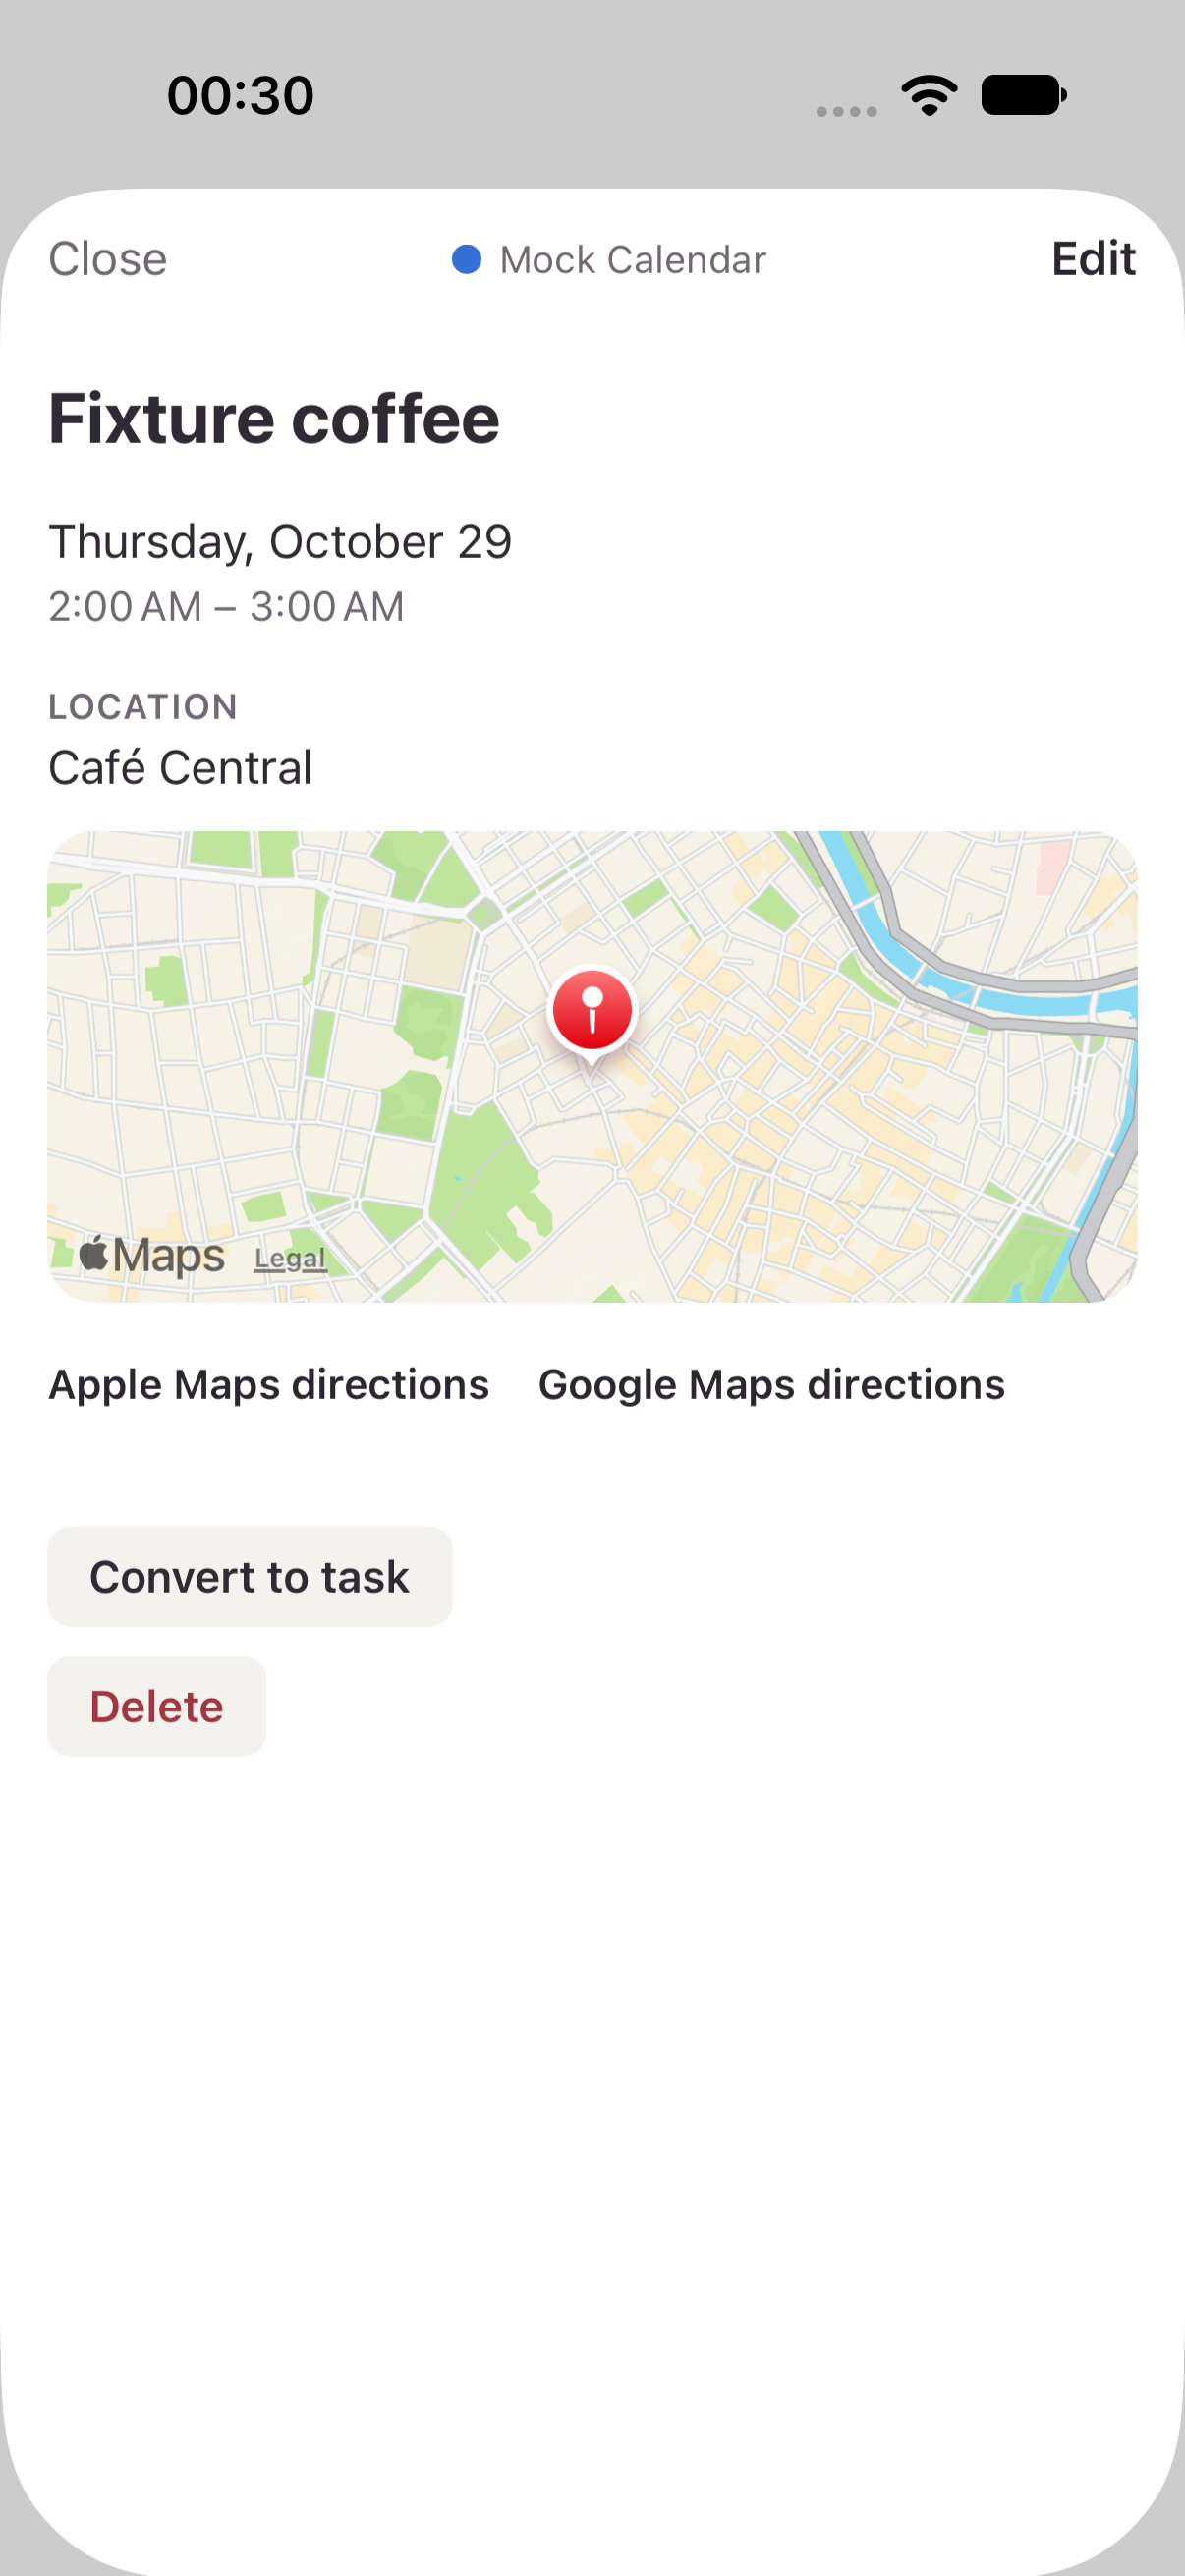 00:30
Close
Mock Calendar
Edit
Fixture coffee
Thursday, October 29
2:00 AM – 3:00 AM
LOCATION
Café Central
Maps
Legal
Apple Maps directions
Google Maps directions
Convert to task
Delete